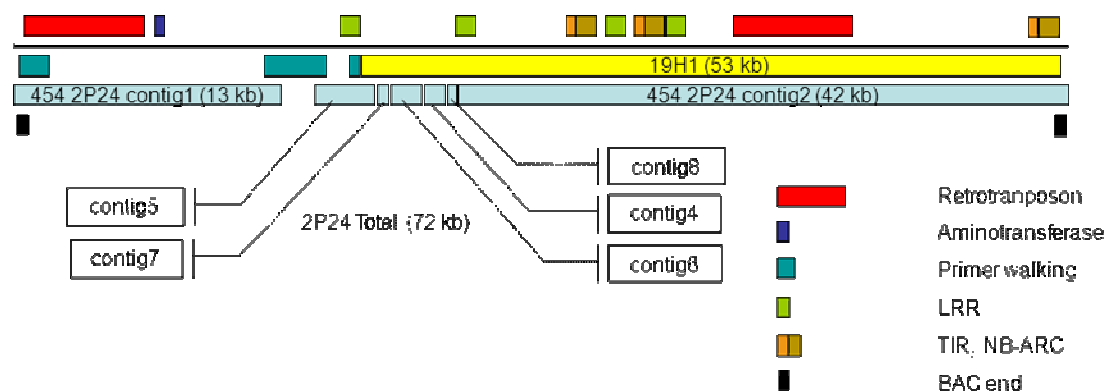 19H1 (53 kb)
454 2P24 contig1 (13 kb)
454 2P24 contig2 (42 kb)
contig8
contig5
contig4
2P24 Total (72 kb)
contig7
contig6
Retrotranposon
Aminotransferase
Primer walking
LRR
TIR, NB-ARC
BAC end